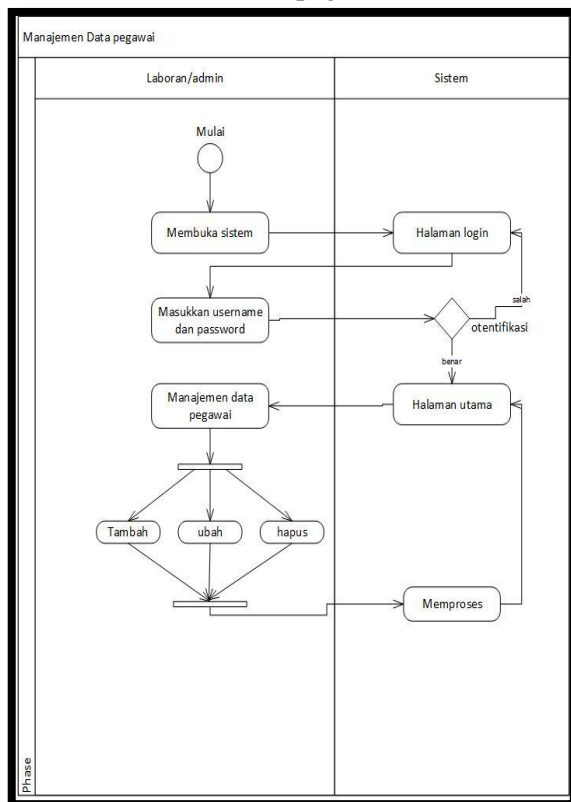 Manajemen Data pegawai
Laboran/admin
Sistem
Mulai
Membuka sistem
Halaman login
salah
Masukkan username
dan password
otentifikasi
benar
Manajemen data
pegawai
Halaman utama
Tambah
ubah
hapus
Memproses
Phase